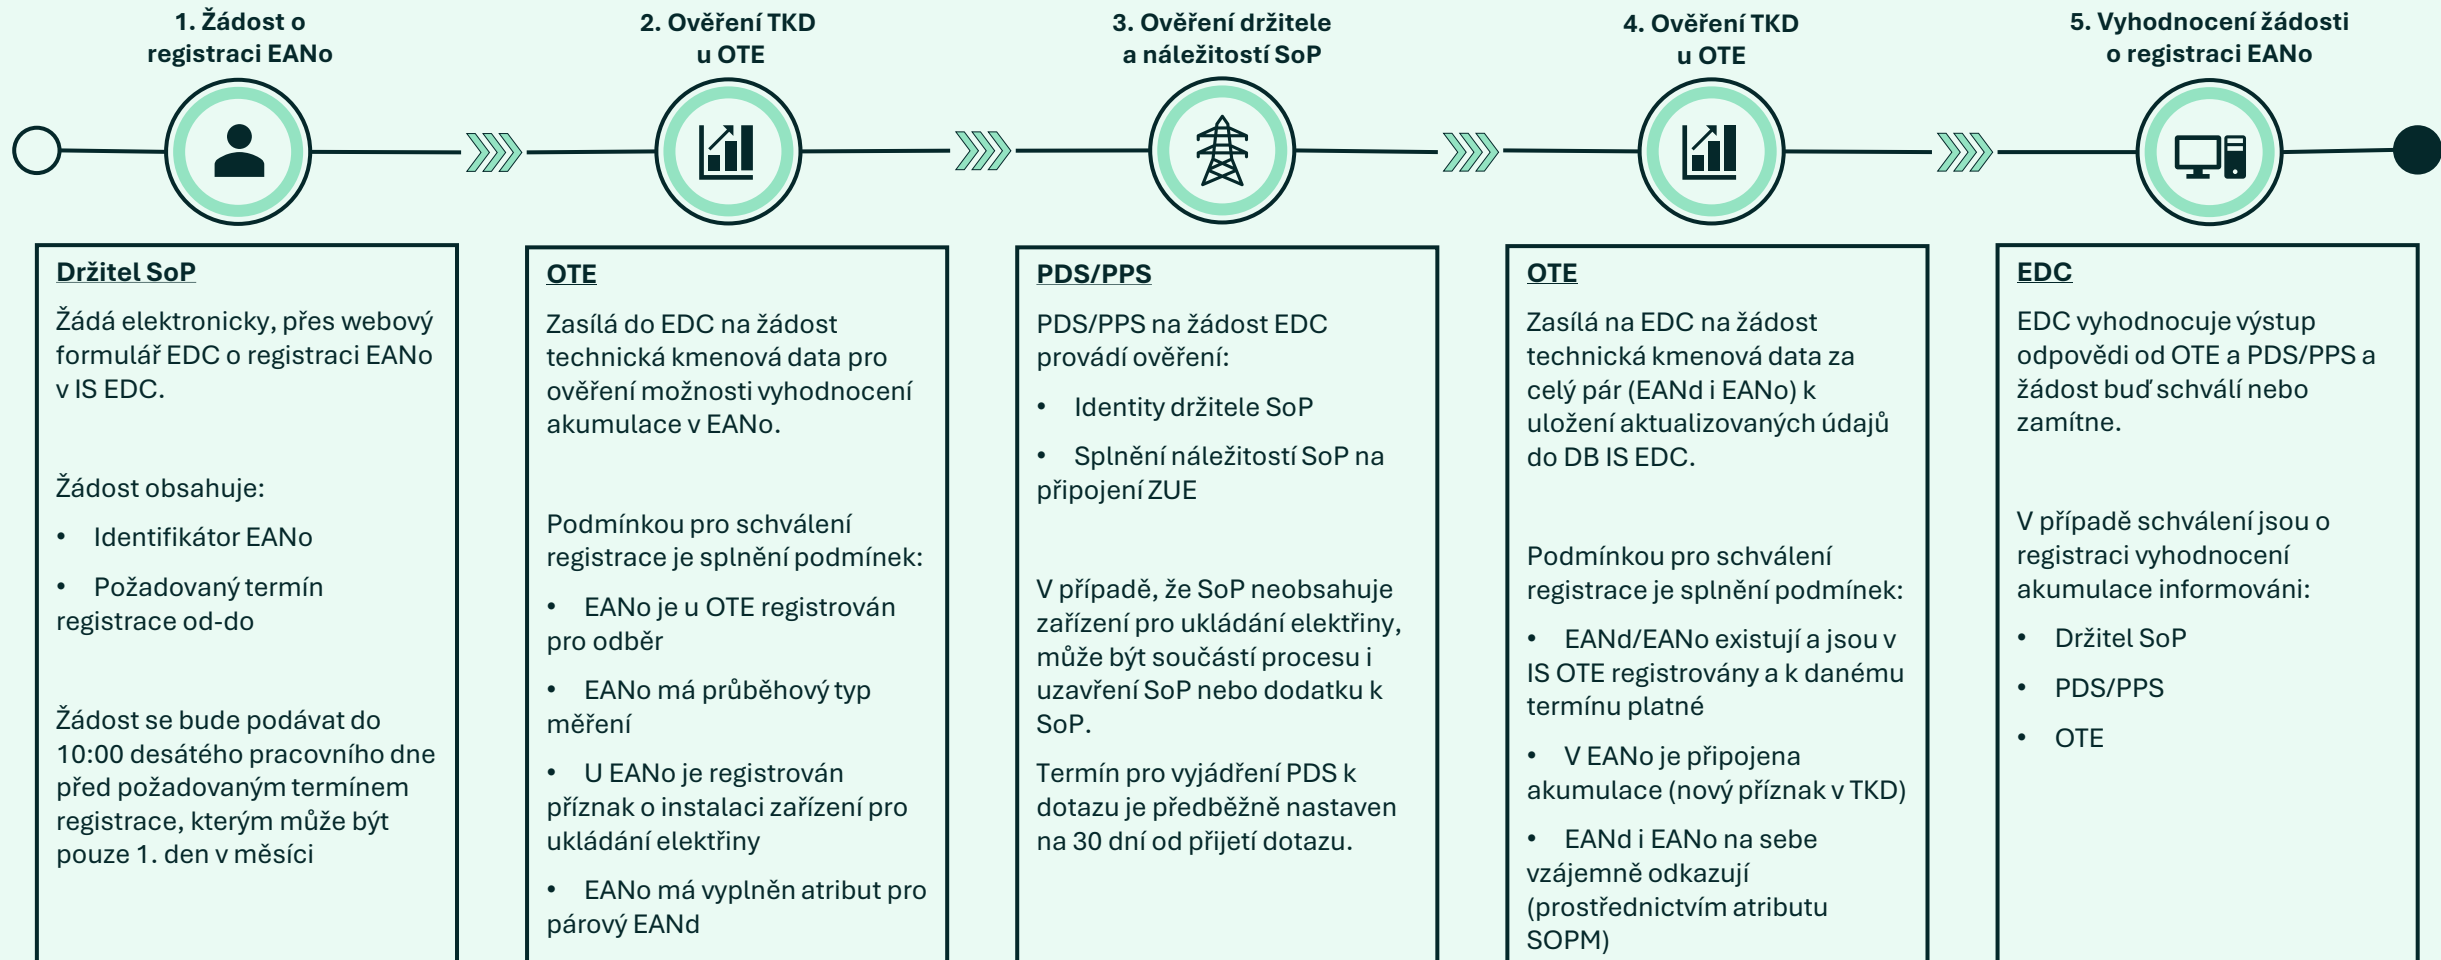 1. Žádost o
registraci EANo
2. Ověření TKD
u OTE
3. Ověření držitele
a náležitostí SoP
4. Ověření TKD
u OTE
5. Vyhodnocení žádosti
o registraci EANo
Držitel SoP
Žádá elektronicky, přes webový
formulář EDC o registraci EANo
v IS EDC.
Žádost obsahuje:
• Identifikátor EANo
• Požadovaný termín
registrace od-do
Žádost se bude podávat do
10:00 desátého pracovního dne
před požadovaným termínem
registrace, kterým může být
pouze 1. den v měsíci
OTE
Zasílá do EDC na žádost
technická kmenová data pro
ověření možnosti vyhodnocení
akumulace v EANo.
Podmínkou pro schválení
registrace je splnění podmínek:
• EANo je u OTE registrován
pro odběr
• EANo má průběhový typ
měření
• U EANo je registrován
příznak o instalaci zařízení pro
ukládání elektřiny
• EANo má vyplněn atribut pro
párový EANd
PDS/PPS
PDS/PPS na žádost EDC
provádí ověření:
• Identity držitele SoP
• Splnění náležitostí SoP na
připojení ZUE
V případě, že SoP neobsahuje
zařízení pro ukládání elektřiny,
může být součástí procesu i
uzavření SoP nebo dodatku k
SoP.
Termín pro vyjádření PDS k
dotazu je předběžně nastaven
na 30 dní od přijetí dotazu.
OTE
Zasílá na EDC na žádost
technická kmenová data za
celý pár (EANd i EANo) k
uložení aktualizovaných údajů
do DB IS EDC.
Podmínkou pro schválení
registrace je splnění podmínek:
• EANd/EANo existují a jsou v
IS OTE registrovány a k danému
termínu platné
• V EANo je připojena
akumulace (nový příznak v TKD)
• EANd i EANo na sebe
vzájemně odkazují
(prostřednictvím atributu
SOPM)
EDC
EDC vyhodnocuje výstup
odpovědi od OTE a PDS/PPS a
žádost buď schválí nebo
zamítne.
V případě schválení jsou o
registraci vyhodnocení
akumulace informováni:
• Držitel SoP
• PDS/PPS
• OTE